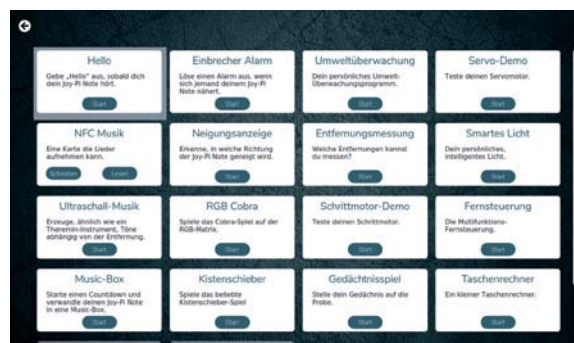 Hello
Gebe „Hello" aus, sobald dich
dein Joy-Pi Note hört.
Start
Einbrecher Alarm
Löse einen Alarm aus, wenn
sich jemand deinem Joy-Pi
Note nähert.
Start
Umweltüberwachung
Dein persönliches Umwelt-
Überwachungsprogramm.
Start
Servo-Demo
Teste deinen Servomotor.
Start
NFC Musik
Eine Karte die Lieder
aufnehmen kann.
Schreiben
Lesen
Neigungsanzeige
Erkenne, in welche Richtung
der Joy-Pi Note geneigt wird.
Start
Entfernungsmessung
Welche Entfernungen kannst
du messen?
Start
Smartes Licht
Dein persönliches,
intelligentes Licht.
Start
Ultraschall-Musik
Erzeuge, ähnlich wie ein
Theremin-Instrument, Töne
abhängig von der Entfernung.
Start
RGB Cobra
Spiele das Cobra-Spiel auf der
RGB-Matrix.
Start
Schrittmotor-Demo
Teste deinen Schrittmotor.
Start
Fernsteuerung
Die Multifunktions-
Fernsteuerung.
Start
Music-Box
Starte einen Countdown und
verwandle deinen Joy-Pi Note
in eine Music-Box.
Start
Kistenschieber
Spiele das beliebte
Kistenschieber-Spiel
Start
Gedächtnisspiel
Stelle dein Gedächnis auf die
Probe.
Start
Taschenrechner
Ein kleiner Taschenrechner.
Start